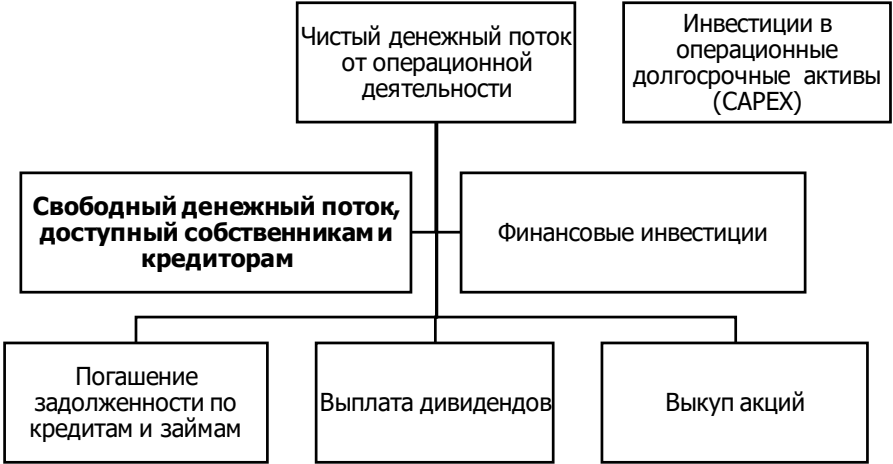 Чистый денежный поток
от операционной
деятельности
Инвестиции в
операционные
долгосрочные активы
(CAPEX)
Свободный денежный поток,
доступный собственникам и
кредиторам
Финансовые инвестиции
Погашение
задолженности по
кредитам и займам
Выплата дивидендов
Выкуп акций